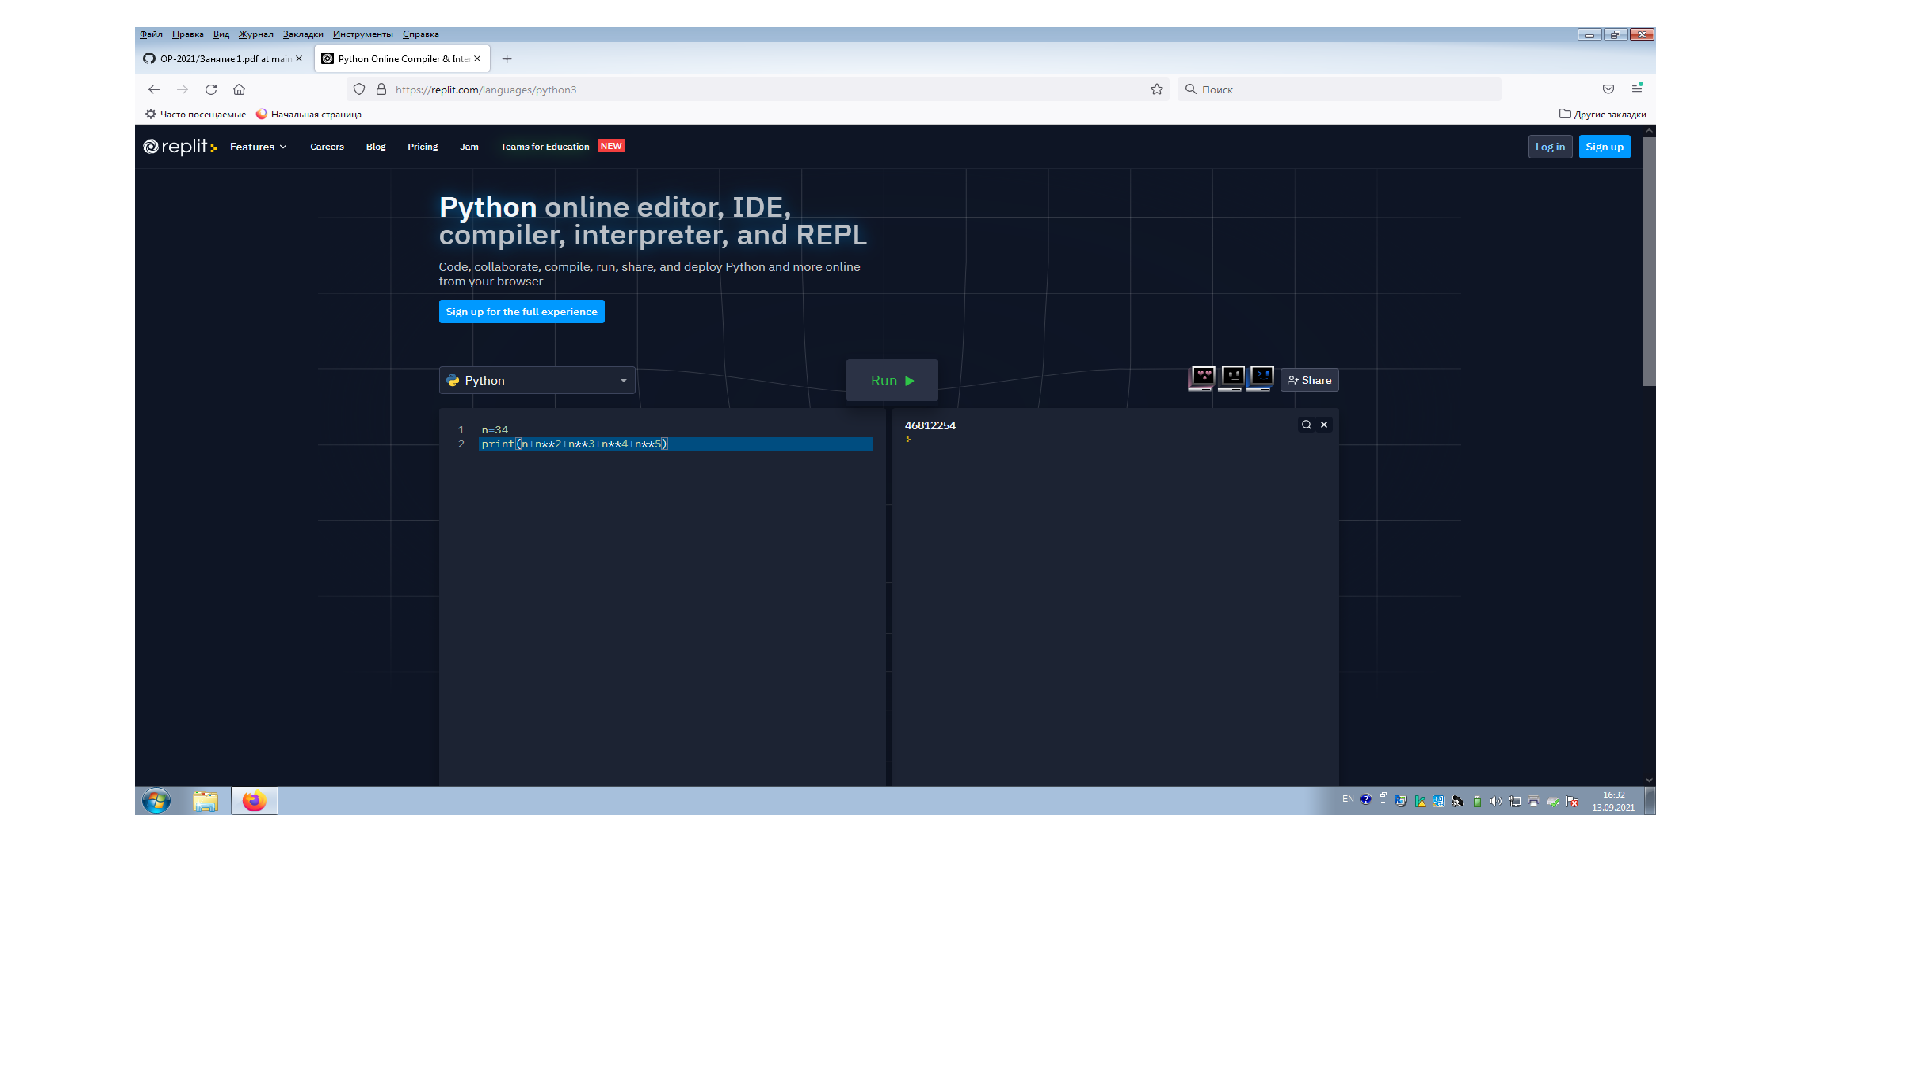 Файл Правка Вид Журнал Закладки Инструменты Справка
OP-2021/Занятие1.pdf at main
Python Online Compiler & Inter
https://replit.com/languages/python3
Поиск
Часто посещаемые Начальная страница
Другие закладки
replit
Features Careers Blog Pricing Jam Teams for Education NEW
Log in Sign up
Python online editor, IDE,
compiler, interpreter, and REPL
Code, collaborate, compile, run, share, and deploy Python and more online
from your browser
Sign up for the full experience
Python
Run
Share
1 n=34
2 print(n+n**2+n**3+n**4+n**5)
46812254
EN
16:32
13.09.2021